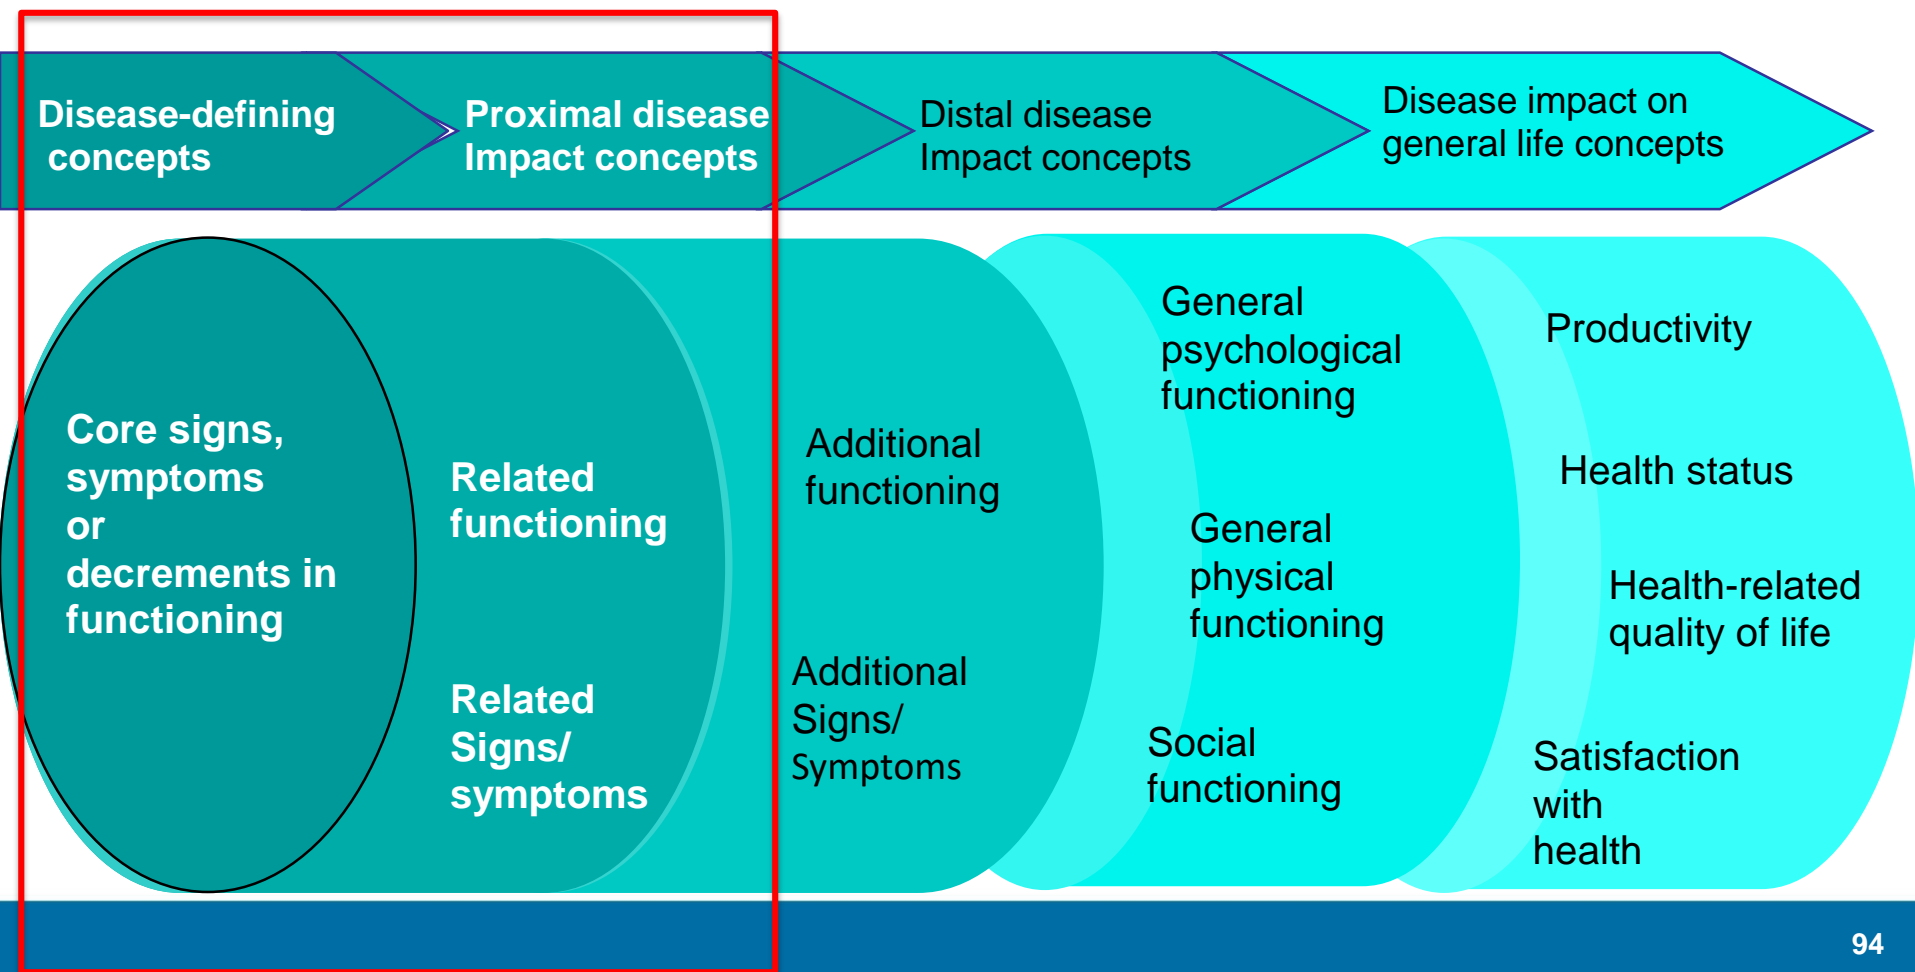 Disease-defining
concepts
Proximal disease
Impact concepts
Distal disease
Impact concepts
Disease impact on
general life concepts
Core signs,
symptoms
or
decrements in
functioning
Related
functioning
Related
Signs/
symptoms
Additional
functioning
Additional
Signs/
Symptoms
General
psychological
functioning
General
physical
functioning
Social
functioning
Productivity
Health status
Health-related
quality of life
Satisfaction
with
health
94